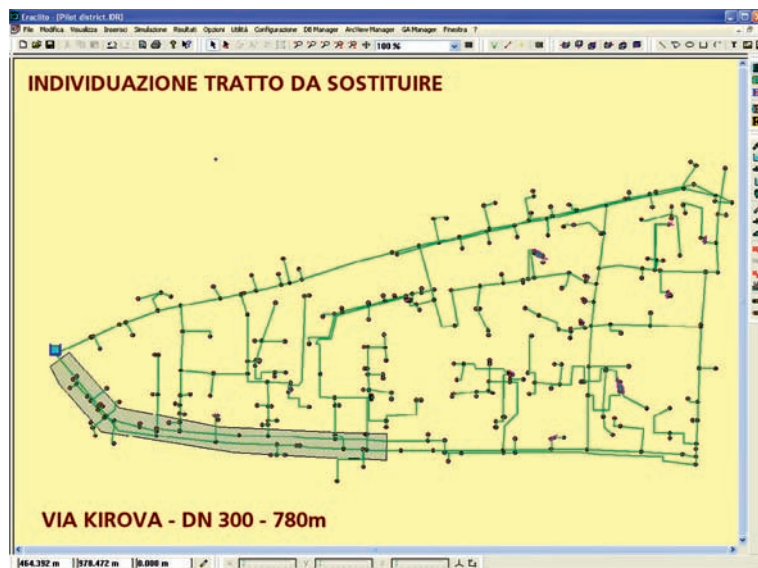 Eraclito - [Pilot district.IDR]
File Modifica Visualizza Inserisci Simulazione Risultati Opzioni Utilità Configurazione DB Manager ArcView Manager GA Manager Finestra ?
100 %
INDIVIDUAZIONE TRATTO DA SOSTITUIRE
VIA KIROVA - DN 300 - 780m
464.392 m 978.472 m 0.000 m